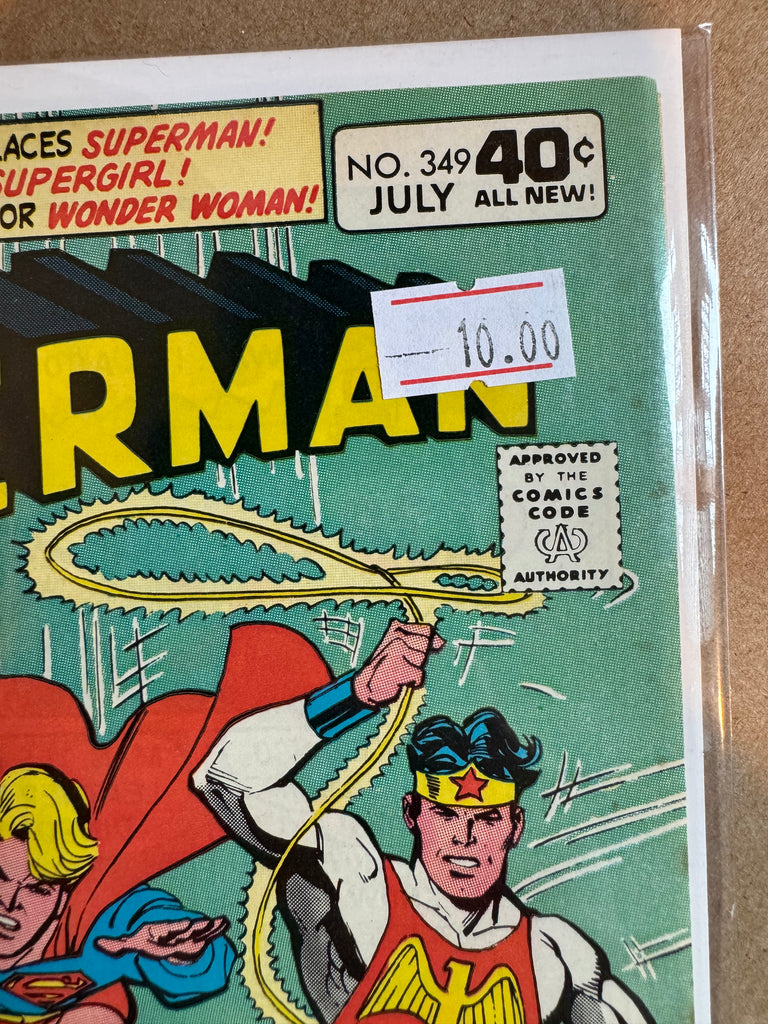 LACES SUPERMAN!
SUPERGIRL!
OR WONDER WOMAN!
NO. 349 40¢
JULY ALL NEW!
10.00
ERMAN
APPROVED
BY THE
COMICS
CODE
AUTHORITY